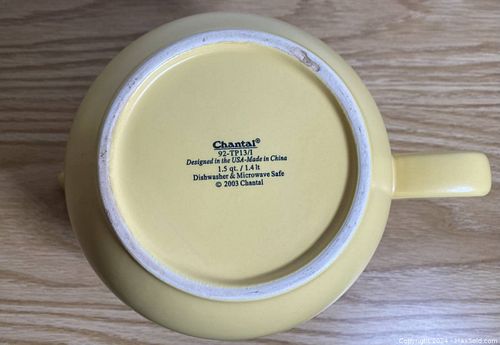 Chantal®
92-TP13/1
Designed in the USA-Made in China
1.5 qt. / 1.4 lt
Dishwasher & Microwave Safe
© 2003 Chantal
Copyright 2024 - MaxSold.com